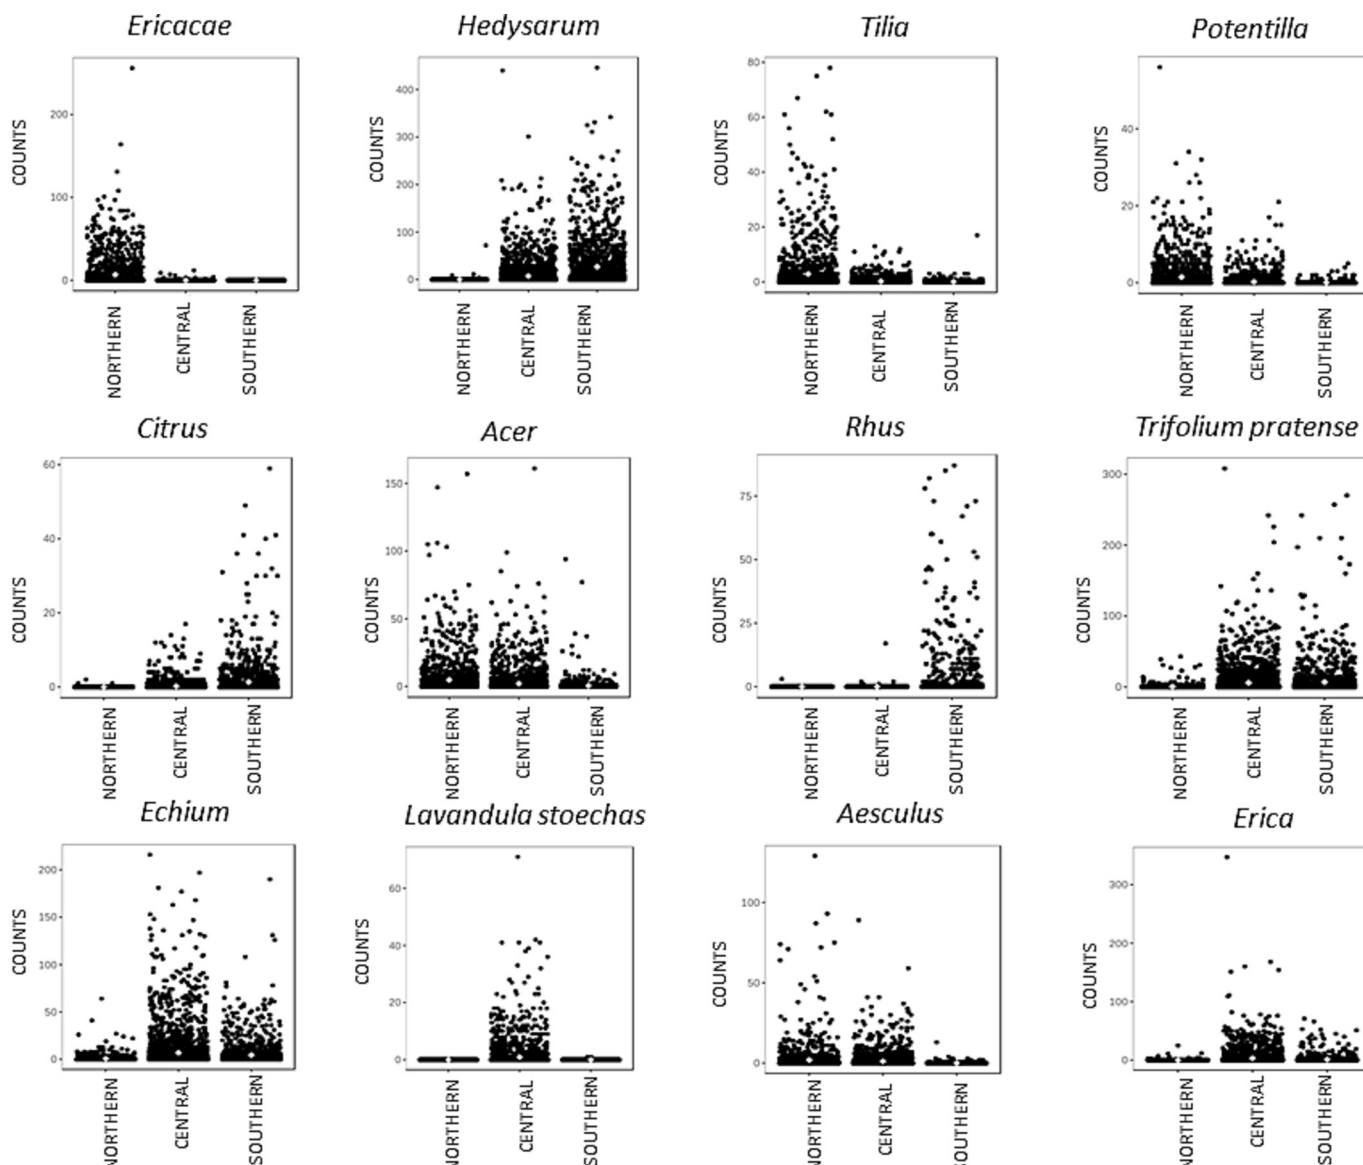 Ericacae
Hedysarum
Tilia
Potentilla
COUNTS
200
100
0
NORTHERN
CENTRAL
SOUTHERN
COUNTS
400
300
200
100
0
NORTHERN
CENTRAL
SOUTHERN
COUNTS
80
60
40
20
0
NORTHERN
CENTRAL
SOUTHERN
COUNTS
40
20
0
NORTHERN
CENTRAL
SOUTHERN
Citrus
Acer
Rhus
Trifolium pratense
COUNTS
60
40
20
0
NORTHERN
CENTRAL
SOUTHERN
COUNTS
150
100
50
0
NORTHERN
CENTRAL
SOUTHERN
COUNTS
75
50
25
0
NORTHERN
CENTRAL
SOUTHERN
COUNTS
300
200
100
0
NORTHERN
CENTRAL
SOUTHERN
Echium
Lavandula stoechas
Aesculus
Erica
COUNTS
200
150
100
50
0
NORTHERN
CENTRAL
SOUTHERN
COUNTS
60
40
20
0
NORTHERN
CENTRAL
SOUTHERN
COUNTS
100
50
0
NORTHERN
CENTRAL
SOUTHERN
COUNTS
300
200
100
0
NORTHERN
CENTRAL
SOUTHERN